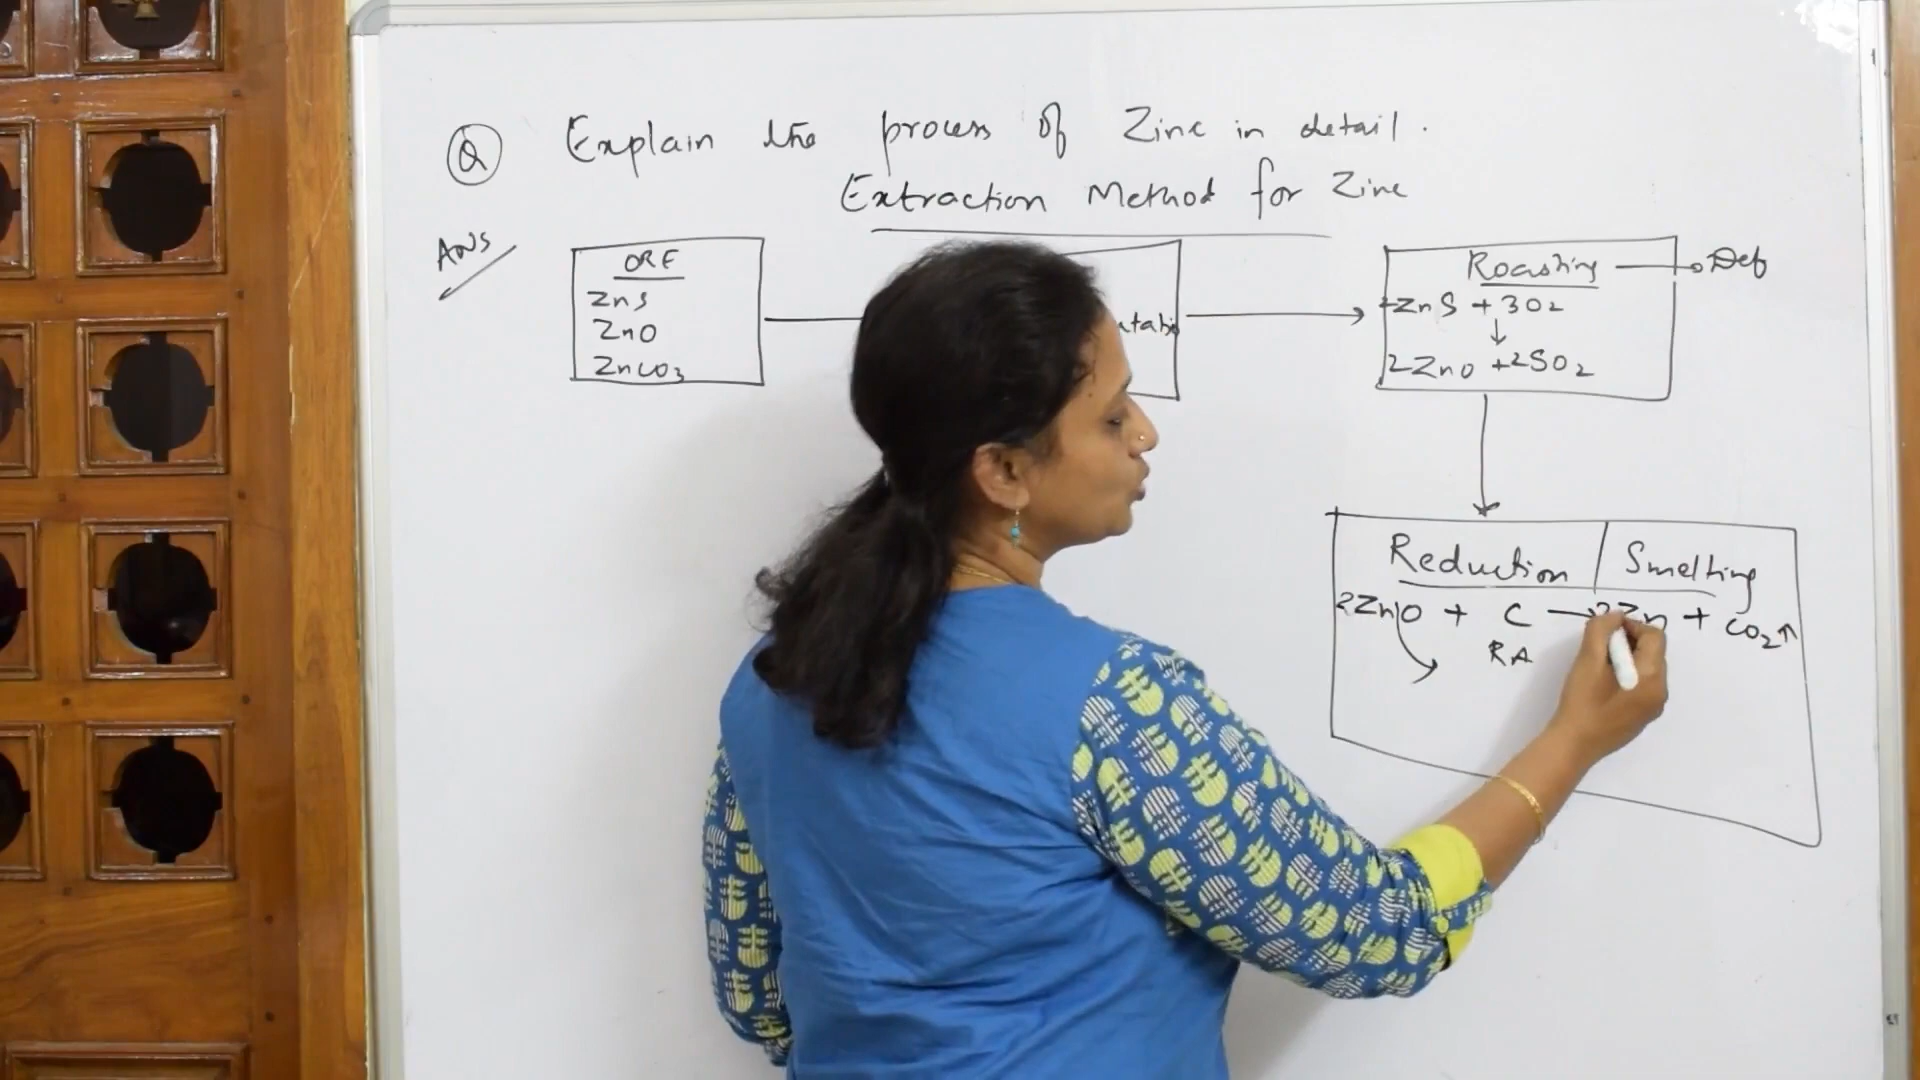 Q Explain the process of Zinc in detail.
Extraction Method for Zinc
Ans
ORE
ZnS
ZnO
ZnCO3
Roasting → Def
ZnS + 3O2
↓
2ZnO + 2SO2
Reduction | Smelting
2ZnO + C → 2Zn + CO2↑
RA